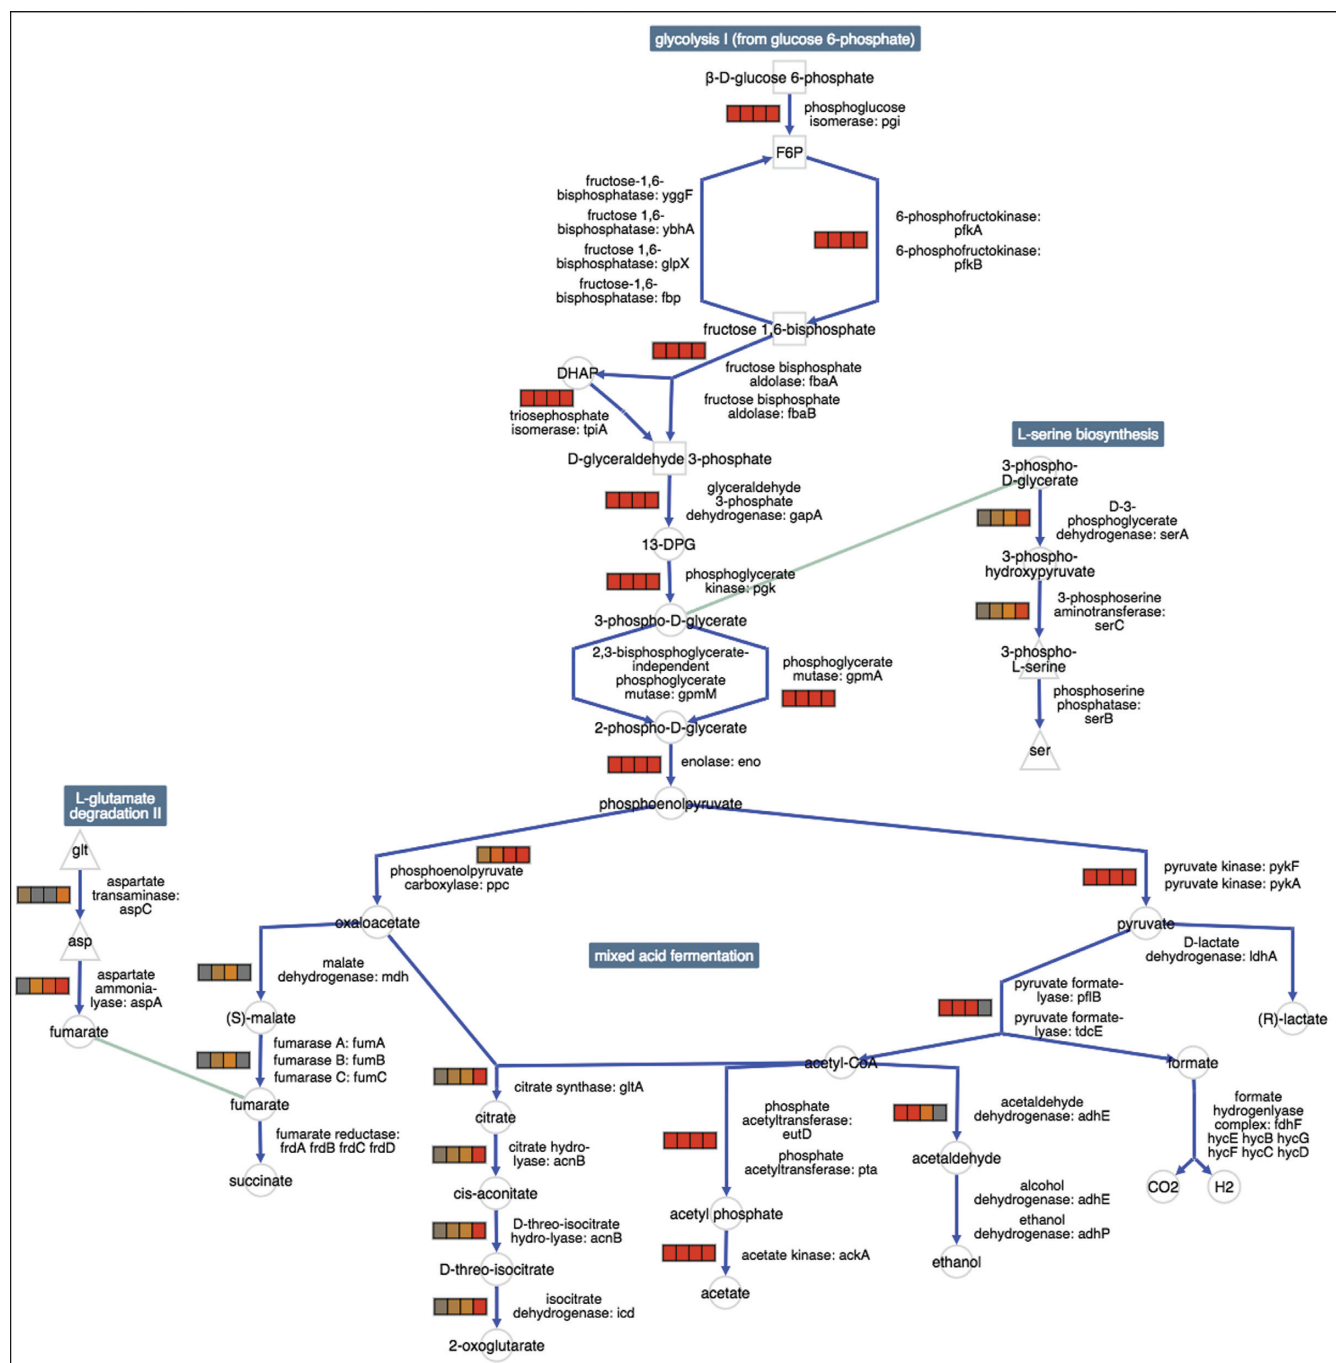 glycolysis I (from glucose 6-phosphate)
β-D-glucose 6-phosphate
phosphoglucose
isomerase: pgi
F6P
fructose-1,6-
bisphosphatase: yggF
fructose 1,6-
bisphosphatase: ybhA
fructose 1,6-
bisphosphatase: glpX
fructose-1,6-
bisphosphatase: fbp
6-phosphofructokinase:
pfkA
6-phosphofructokinase:
pfkB
fructose 1,6-bisphosphate
fructose bisphosphate
aldolase: fbaA
fructose bisphosphate
aldolase: fbaB
DHAP
triosephosphate
isomerase: tpiA
D-glyceraldehyde 3-phosphate
glyceraldehyde
3-phosphate
dehydrogenase: gapA
13-DPG
phosphoglycerate
kinase: pgk
3-phospho-D-glycerate
2,3-bisphosphoglycerate-
independent
phosphoglycerate
mutase: gpmM
phosphoglycerate
mutase: gpmA
2-phospho-D-glycerate
enolase: eno
phosphoenolpyruvate
L-serine biosynthesis
3-phospho-
D-glycerate
D-3-
phosphoglycerate
dehydrogenase: serA
3-phospho-
hydroxypyruvate
3-phosphoserine
aminotransferase:
serC
3-phospho-
L-serine
phosphoserine
phosphatase:
serB
ser
L-glutamate
degradation II
glt
aspartate
transaminase:
aspC
asp
aspartate
ammonia-
lyase: aspA
fumarate
phosphoenolpyruvate
carboxylase: ppc
oxaloacetate
mixed acid fermentation
malate
dehydrogenase: mdh
(S)-malate
fumarase A: fumA
fumarase B: fumB
fumarase C: fumC
fumarate
fumarate reductase:
frdA frdB frdC frdD
succinate
citrate synthase: gltA
citrate
citrate hydro-
lyase: acnB
cis-aconitate
D-threo-isocitrate
hydro-lyase: acnB
D-threo-isocitrate
isocitrate
dehydrogenase: icd
2-oxoglutarate
pyruvate kinase: pykF
pyruvate kinase: pykA
pyruvate
D-lactate
dehydrogenase: ldhA
(R)-lactate
pyruvate formate-
lyase: pflB
pyruvate formate-
lyase: tdcE
acetyl-CoA
formate
phosphate
acetyltransferase:
eutD
phosphate
acetyltransferase: pta
acetyl phosphate
acetate kinase: ackA
acetate
acetaldehyde
dehydrogenase: adhE
acetaldehyde
alcohol
dehydrogenase: adhE
ethanol
dehydrogenase: adhP
ethanol
formate
hydrogenlyase
complex: fdhF
hycE hycB hycG
hycF hycC hycD
CO2
H2